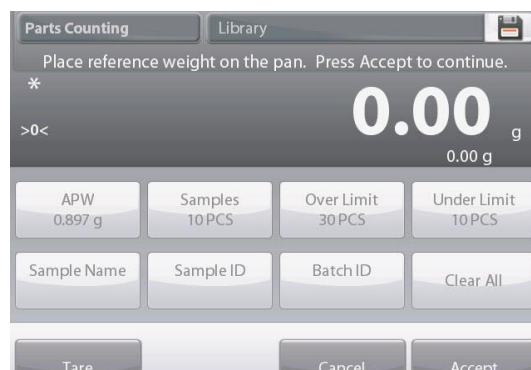 Parts Counting Library
Place reference weight on the pan. Press Accept to continue.
*
>0< 0.00 g
0.00 g
APW Samples Over Limit Under Limit
0.897 g 10 PCS 30 PCS 10 PCS
Sample Name Sample ID Batch ID Clear All
Tare Cancel Accept